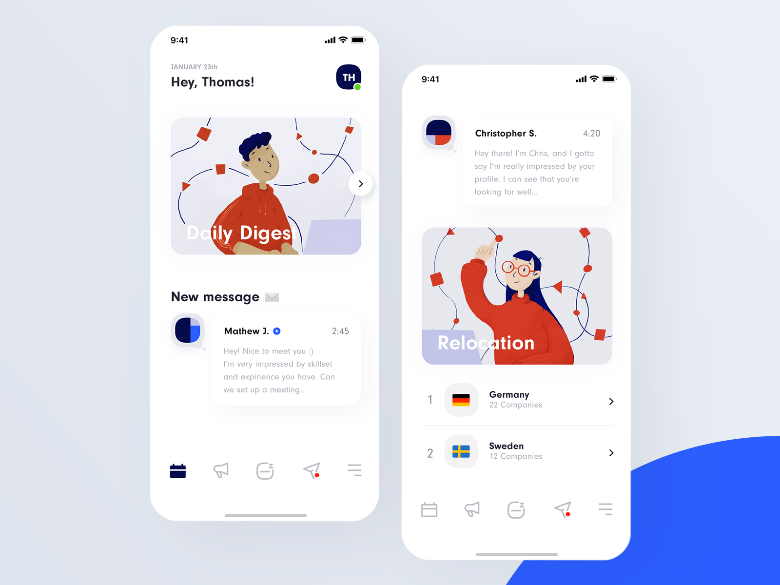 9:41
JANUARY 23th
Hey, Thomas!
TH
Daily Digest
New message
Mathew J.
2:45
Hey! Nice to meet you :)
I'm very impressed by skillset
and expirience you have. Can
we set up a meeting...
z
9:41
Christopher S.
4:20
Hey there! I'm Chris, and I gotta
say I'm really impressed by your
profile. I can see that you're
looking for well...
Relocation
1
Germany
22 Companies
2
Sweden
12 Companies
z